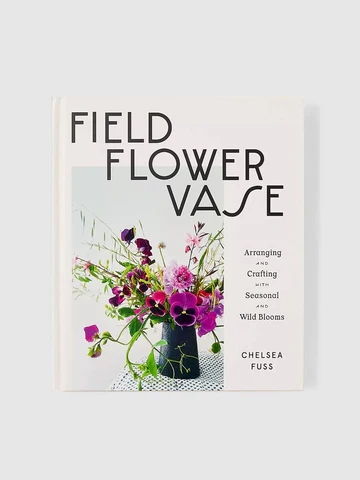 FIELD
FLOWER
VASE
Arranging
AND
Crafting
WITH
Seasonal
AND
Wild Blooms
CHELSEA
FUSS